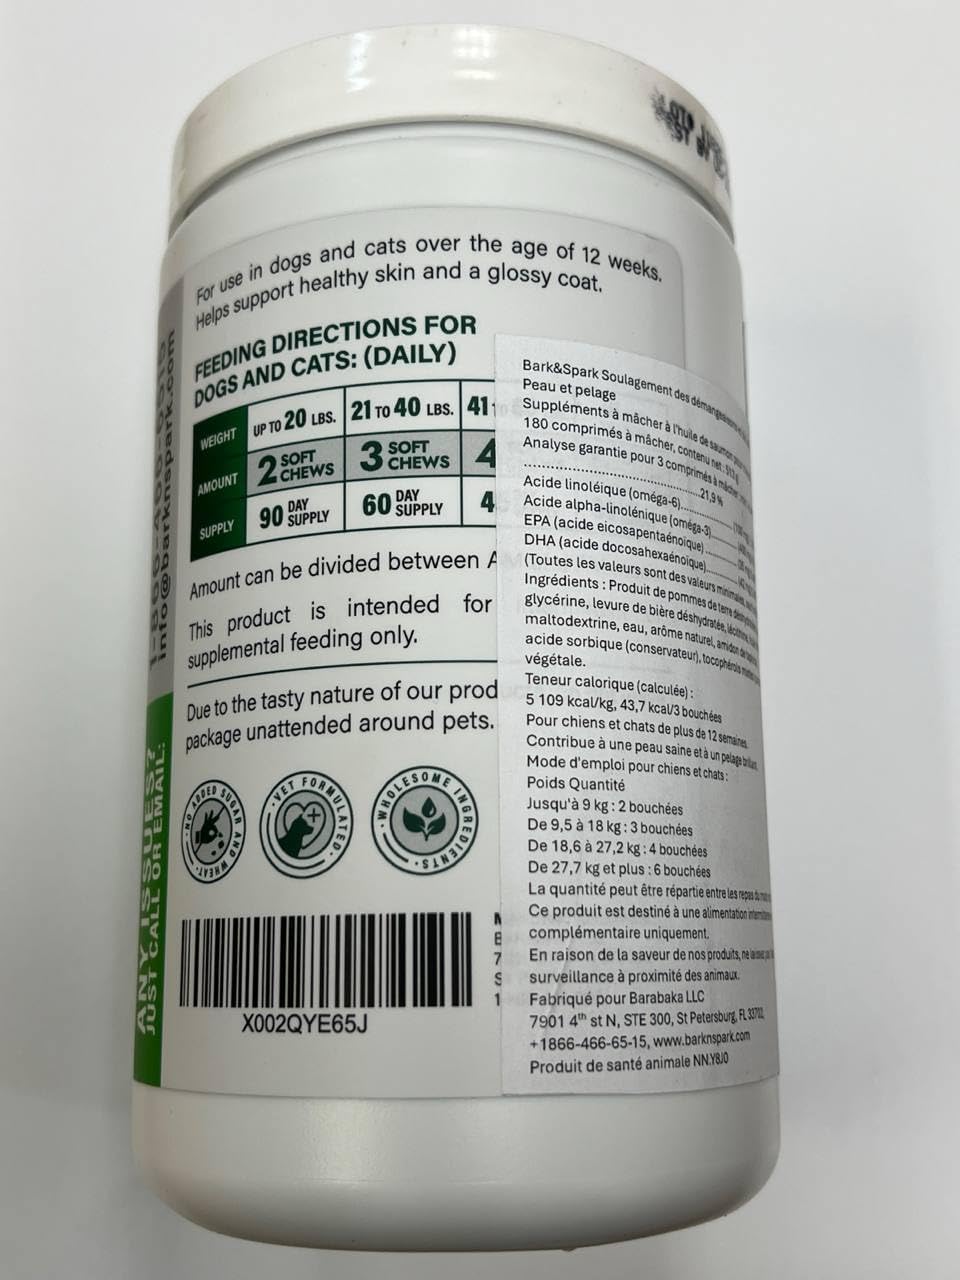 For use in dogs and cats over the age of 12 weeks.
Helps support healthy skin and a glossy coat.
FEEDING DIRECTIONS FOR
DOGS AND CATS: (DAILY)
WEIGHT UP TO 20 LBS. 21 TO 40 LBS. 41
AMOUNT 2 SOFT CHEWS 3 SOFT CHEWS 4
SUPPLY 90 DAY SUPPLY 60 DAY SUPPLY 4
Amount can be divided between
This product is intended for
supplemental feeding only.
Due to the tasty nature of our prod
package unattended around pets.
·NO ADDED SUGAR AND WHEAT·
·VET FORMULATED·
·WHOLESOME INGREDIENTS·
X002QYE65J
ANY ISSUES?
JUST CALL OR EMAIL:
info@barknspark.com
Bark&Spark Soulagement des démangeaisons
Peau et pelage
Suppléments à mâcher à l'huile de saumon
180 comprimés à mâcher, contenu net : 513 g
Analyse garantie pour 3 comprimés à mâcher
21,9 %
Acide linoléique (oméga-6)
Acide alpha-linolénique (oméga-3)
EPA (acide eicosapentaénoïque)
DHA (acide docosahexaénoïque)
(Toutes les valeurs sont des valeurs minimales,
Ingrédients : Produit de pommes de terre
glycérine, levure de bière déshydratée, lécithine,
maltodextrine, eau, arôme naturel, amidon de
acide sorbique (conservateur), tocophérols
végétale.
Teneur calorique (calculée) :
5 109 kcal/kg, 43,7 kcal/3 bouchées
Pour chiens et chats de plus de 12 semaines.
Contribue à une peau saine et à un pelage brillant.
Mode d'emploi pour chiens et chats :
Poids Quantité
Jusqu'à 9 kg : 2 bouchées
De 9,5 à 18 kg : 3 bouchées
De 18,6 à 27,2 kg : 4 bouchées
De 27,7 kg et plus : 6 bouchées
La quantité peut être répartie entre les repas du
Ce produit est destiné à une alimentation
complémentaire uniquement.
En raison de la saveur de nos produits, ne
surveillance à proximité des animaux.
Fabriqué pour Barabaka LLC
7901 4th st N, STE 300, St Petersburg, FL 33702,
+1866-466-65-15, www.barknspark.com
Produit de santé animale NN.Y8J0